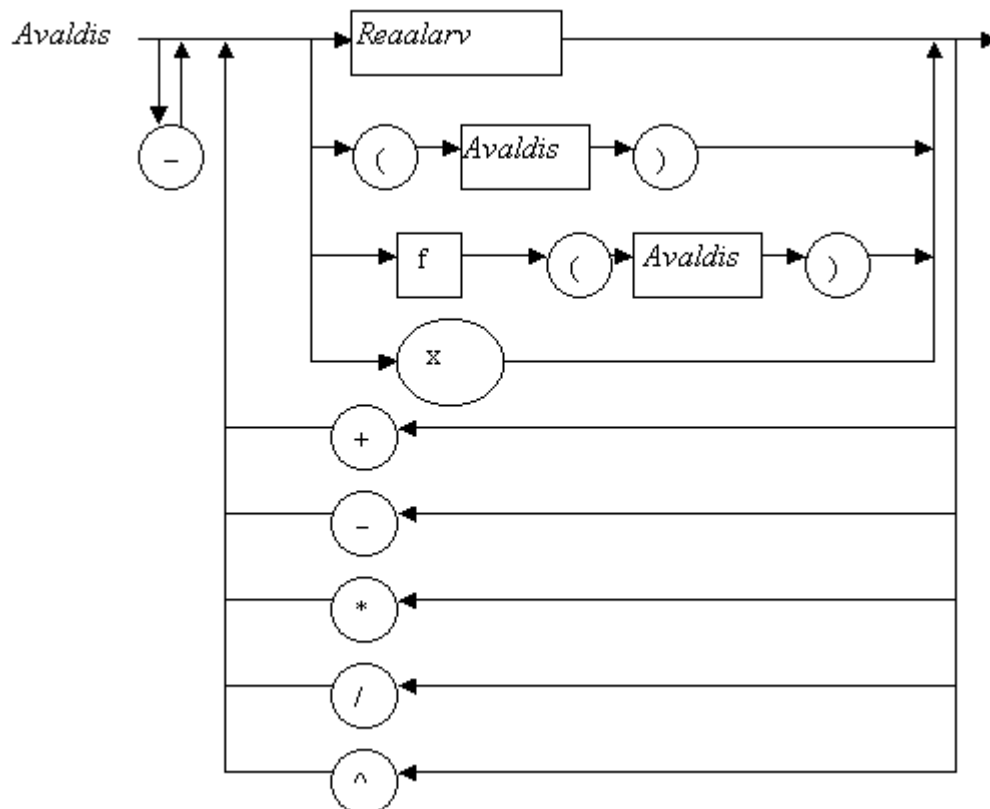 Avaldis Reaalarv
–
( Avaldis )
f ( Avaldis )
x
+
–
*
/
^